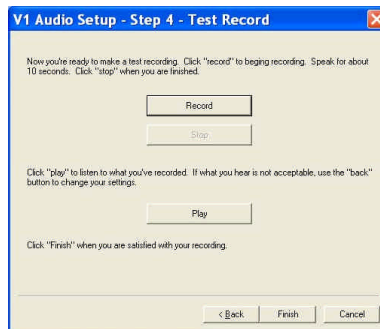 V1 Audio Setup - Step 4 - Test Record
Now you're ready to make a test recording. Click "record" to beging recording. Speak for about
10 seconds. Click "stop" when you are finished.
Record
Stop
Click "play" to listen to what you've recorded. If what you hear is not acceptable, use the "back"
button to change your settings.
Play
Click "Finish" when you are satisfied with your recording.
< Back
Finish
Cancel